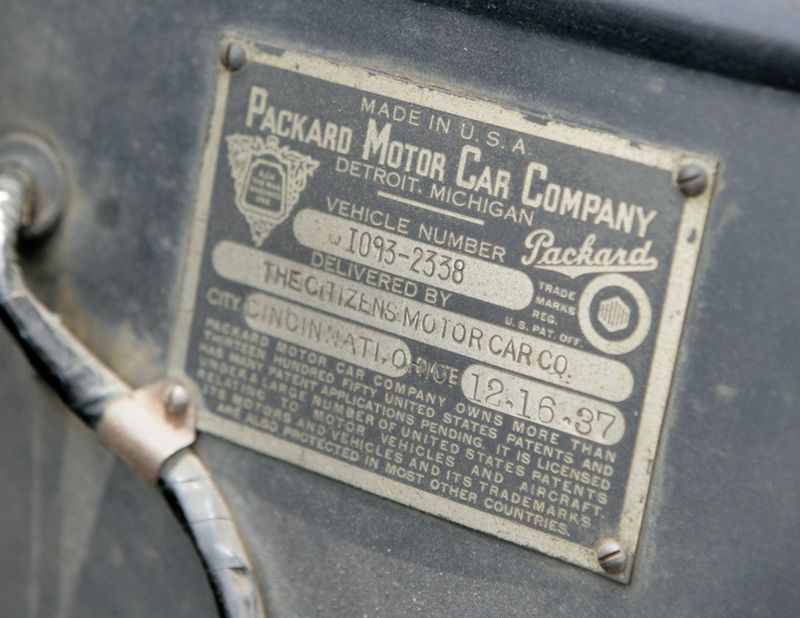 MADE IN U.S.A.
PACKARD MOTOR CAR COMPANY
DETROIT, MICHIGAN
VEHICLE NUMBER
1093-2338
Packard
DELIVERED BY
THE CITIZENS MOTOR CAR CO.
TRADE
MARKS
REG.
U.S. PAT. OFF.
CITY CINCINNATI, OHIO DATE 12.16.37
PACKARD MOTOR CAR COMPANY OWNS MORE THAN
THIRTEEN HUNDRED FIFTY UNITED STATES PATENTS AND
HAS MANY PATENT APPLICATIONS PENDING. IT IS LICENSED
UNDER A LARGE NUMBER OF UNITED STATES PATENTS
RELATING TO MOTOR VEHICLES AND AIRCRAFT.
ITS MOTORS AND VEHICLES AND ITS TRADEMARKS,
ARE ALSO PROTECTED IN MOST OTHER COUNTRIES.